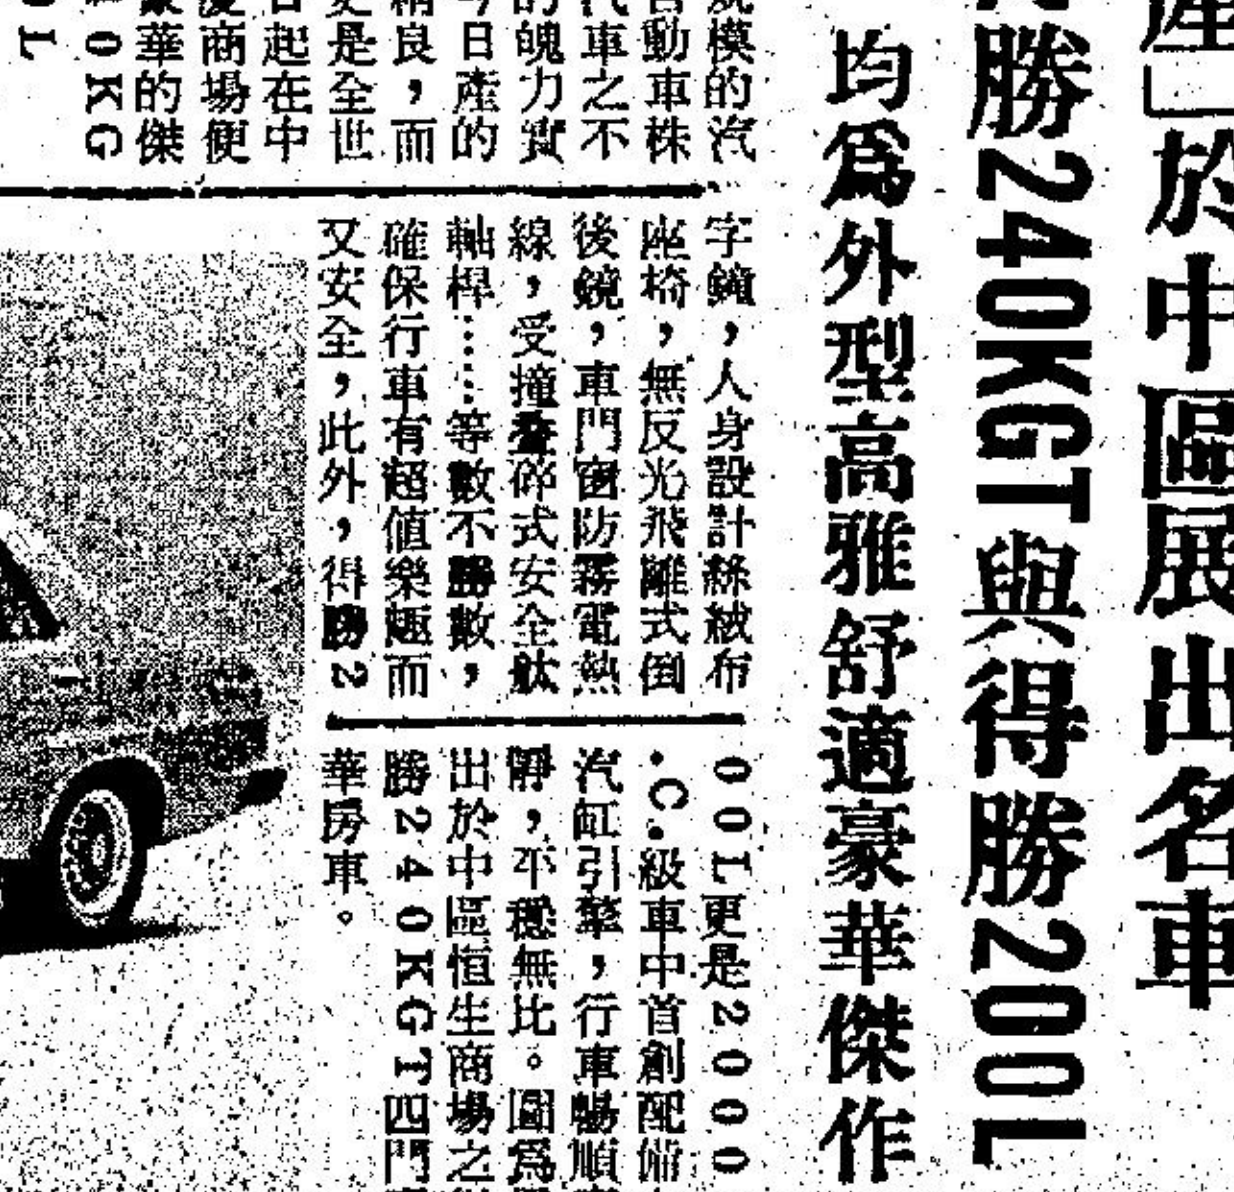 產」於中區展出名車
勝240KGT與得勝200L
均爲外型高雅舒適豪華傑作
模的汽
動車株
汽車之不
的魄力實
今日產的
精良，而
更是全世
起在中
商場便
豪華的傑
0KG
0L
字鏡，人身設計絲絨布
座椅，無反光飛離式倒
後鏡，車門窗防霧電熱
線，受撞疊碎式安全軚
軸桿……等數不勝數，
確保行車有超值樂趣而
又安全，此外，得勝2
00L更是2000
.C.級車中首創配備
汽缸引擎，行車暢順
靜，平穩無比。圖爲
出於中區恒生商場之
勝240KGT四門
華房車。